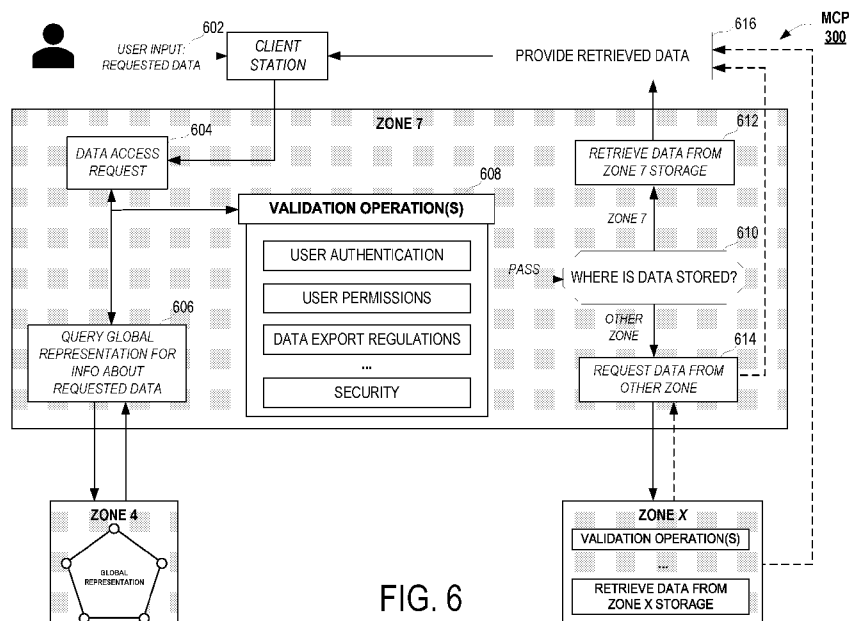 602
616
MCP
300
USER INPUT:
REQUESTED DATA
CLIENT
STATION
PROVIDE RETRIEVED DATA
ZONE 7
604
DATA ACCESS
REQUEST
612
RETRIEVE DATA FROM
ZONE 7 STORAGE
608
VALIDATION OPERATION(S)
USER AUTHENTICATION
USER PERMISSIONS
DATA EXPORT REGULATIONS
...
SECURITY
ZONE 7
610
PASS
WHERE IS DATA STORED?
OTHER
ZONE
606
QUERY GLOBAL
REPRESENTATION FOR
INFO ABOUT
REQUESTED DATA
614
REQUEST DATA FROM
OTHER ZONE
ZONE 4
GLOBAL
REPRESENTATION
ZONE X
VALIDATION OPERATION(S)
...
RETRIEVE DATA FROM
ZONE X STORAGE
FIG. 6